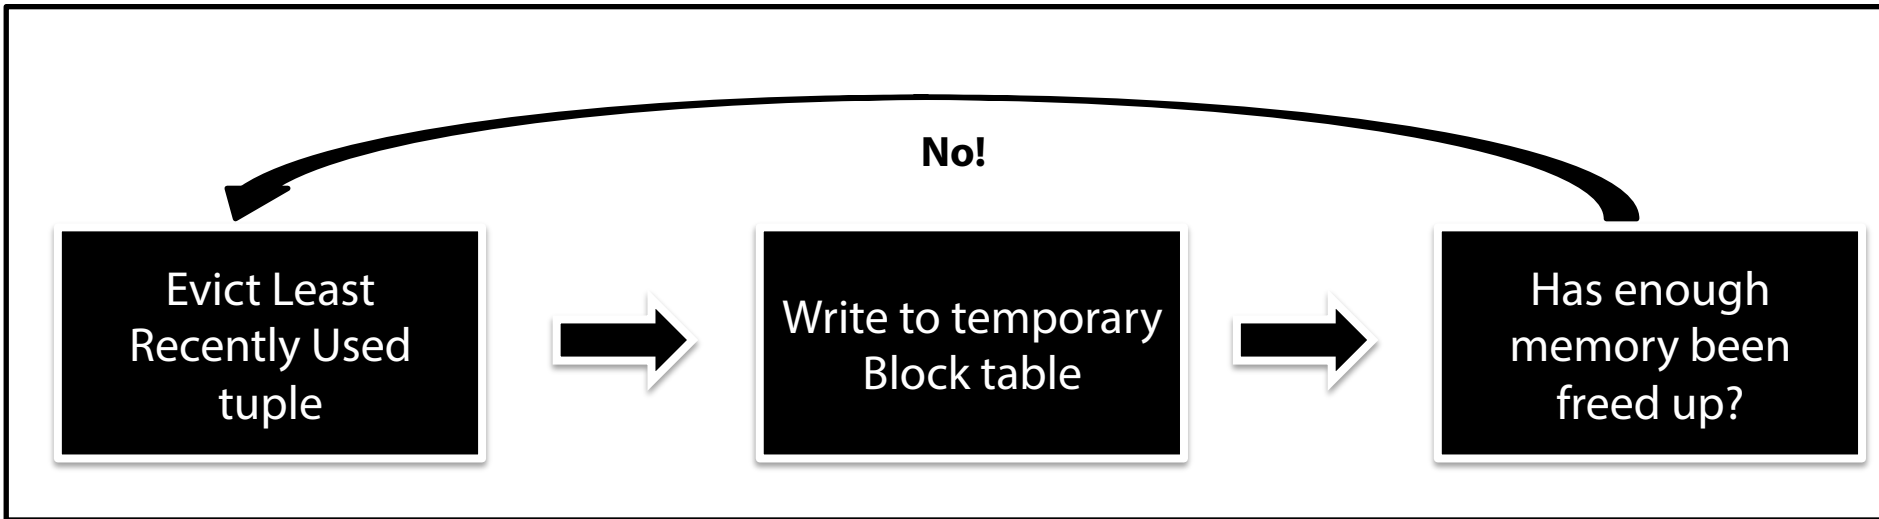 No!
Evict Least
Recently Used
tuple
Write to temporary
Block table
Has enough
memory been
freed up?